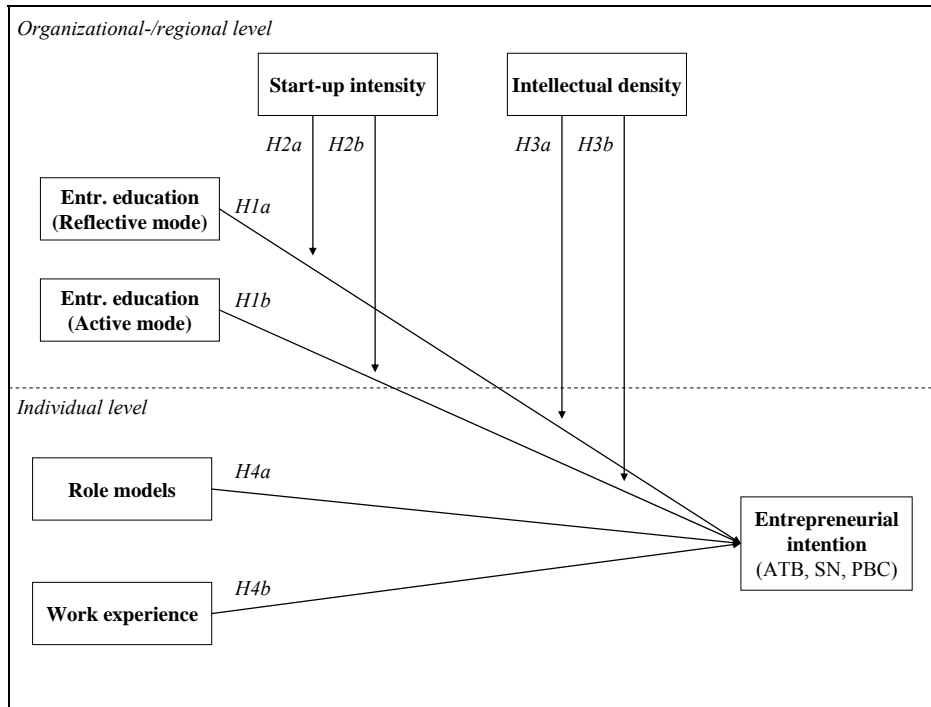 Organizational-/regional level
Start-up intensity
Intellectual density
H2a
H2b
H3a
H3b
Entr. education
(Reflective mode)
H1a
Entr. education
(Active mode)
H1b
Individual level
Role models
H4a
Entrepreneurial
intention
(ATB, SN, PBC)
Work experience
H4b